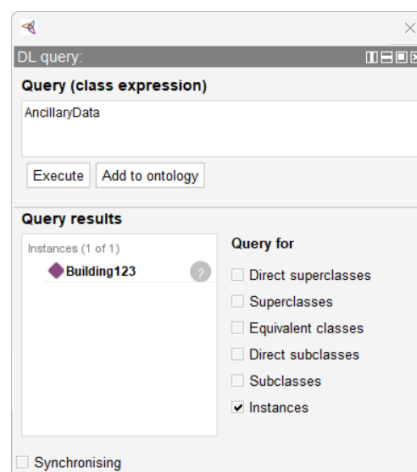 DL query:
Query (class expression)
AncillaryData
Execute Add to ontology
Query results
Instances (1 of 1)
Building123 ?
Query for
Direct superclasses
Superclasses
Equivalent classes
Direct subclasses
Subclasses
Instances
Synchronising